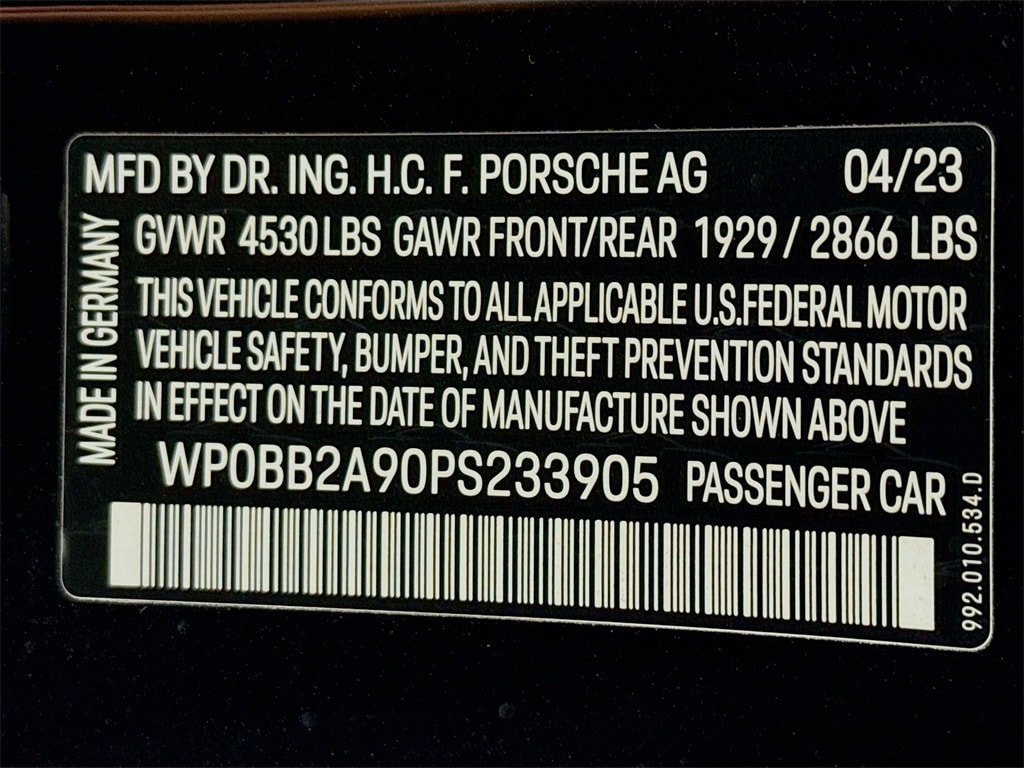 MFD BY DR. ING. H.C. F. PORSCHE AG 04/23
GVWR 4530 LBS GAWR FRONT/REAR 1929 / 2866 LBS
THIS VEHICLE CONFORMS TO ALL APPLICABLE U.S.FEDERAL MOTOR
VEHICLE SAFETY, BUMPER, AND THEFT PREVENTION STANDARDS
IN EFFECT ON THE DATE OF MANUFACTURE SHOWN ABOVE
WP0BB2A90PS233905 PASSENGER CAR
MADE IN GERMANY
992.010.534.D